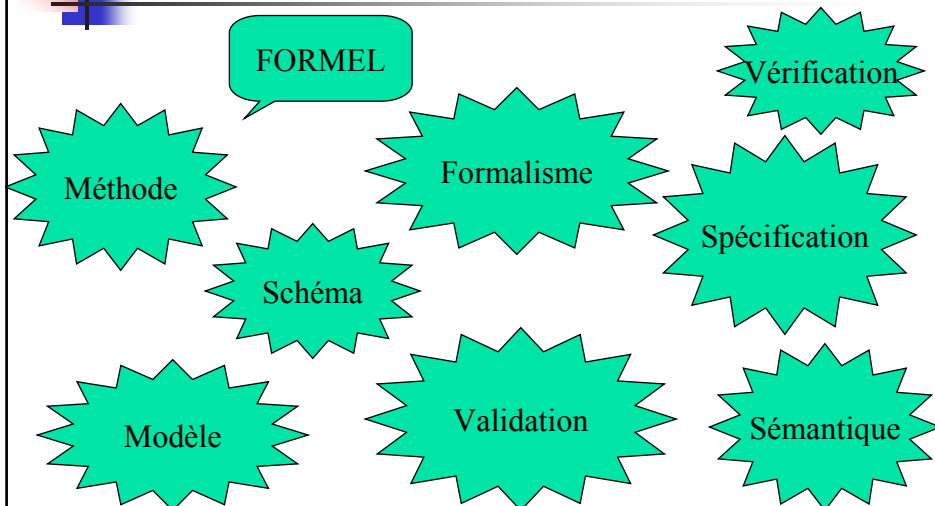 FORMEL
Vérification
Méthode
Formalisme
Spécification
Schéma
Modèle
Validation
Sémantique